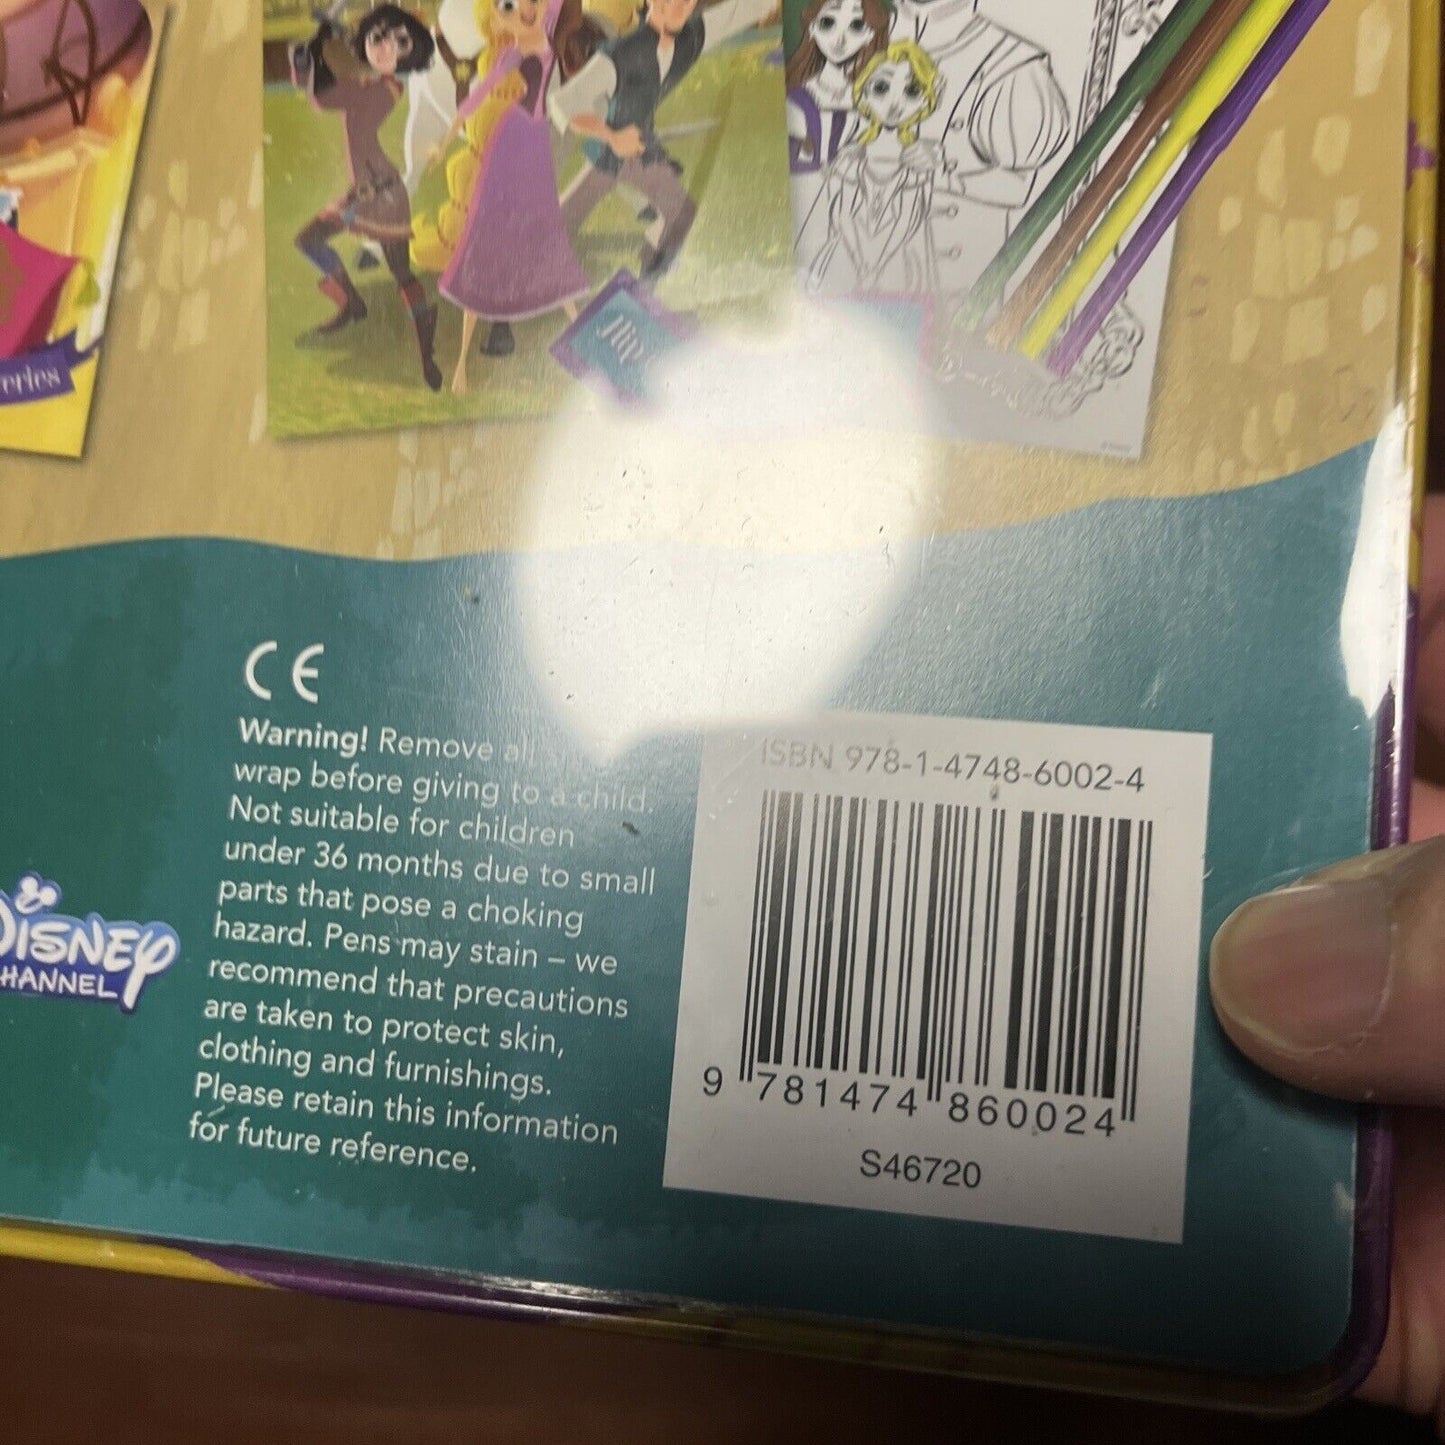 flip
CE
Warning! Remove all
wrap before giving to a child.
Not suitable for children
under 36 months due to small
parts that pose a choking
hazard. Pens may stain – we
recommend that precautions
are taken to protect skin,
clothing and furnishings.
Please retain this information
for future reference.
DISNEY
ISBN 978-1-4748-6002-4
9 781474 860024
S46720